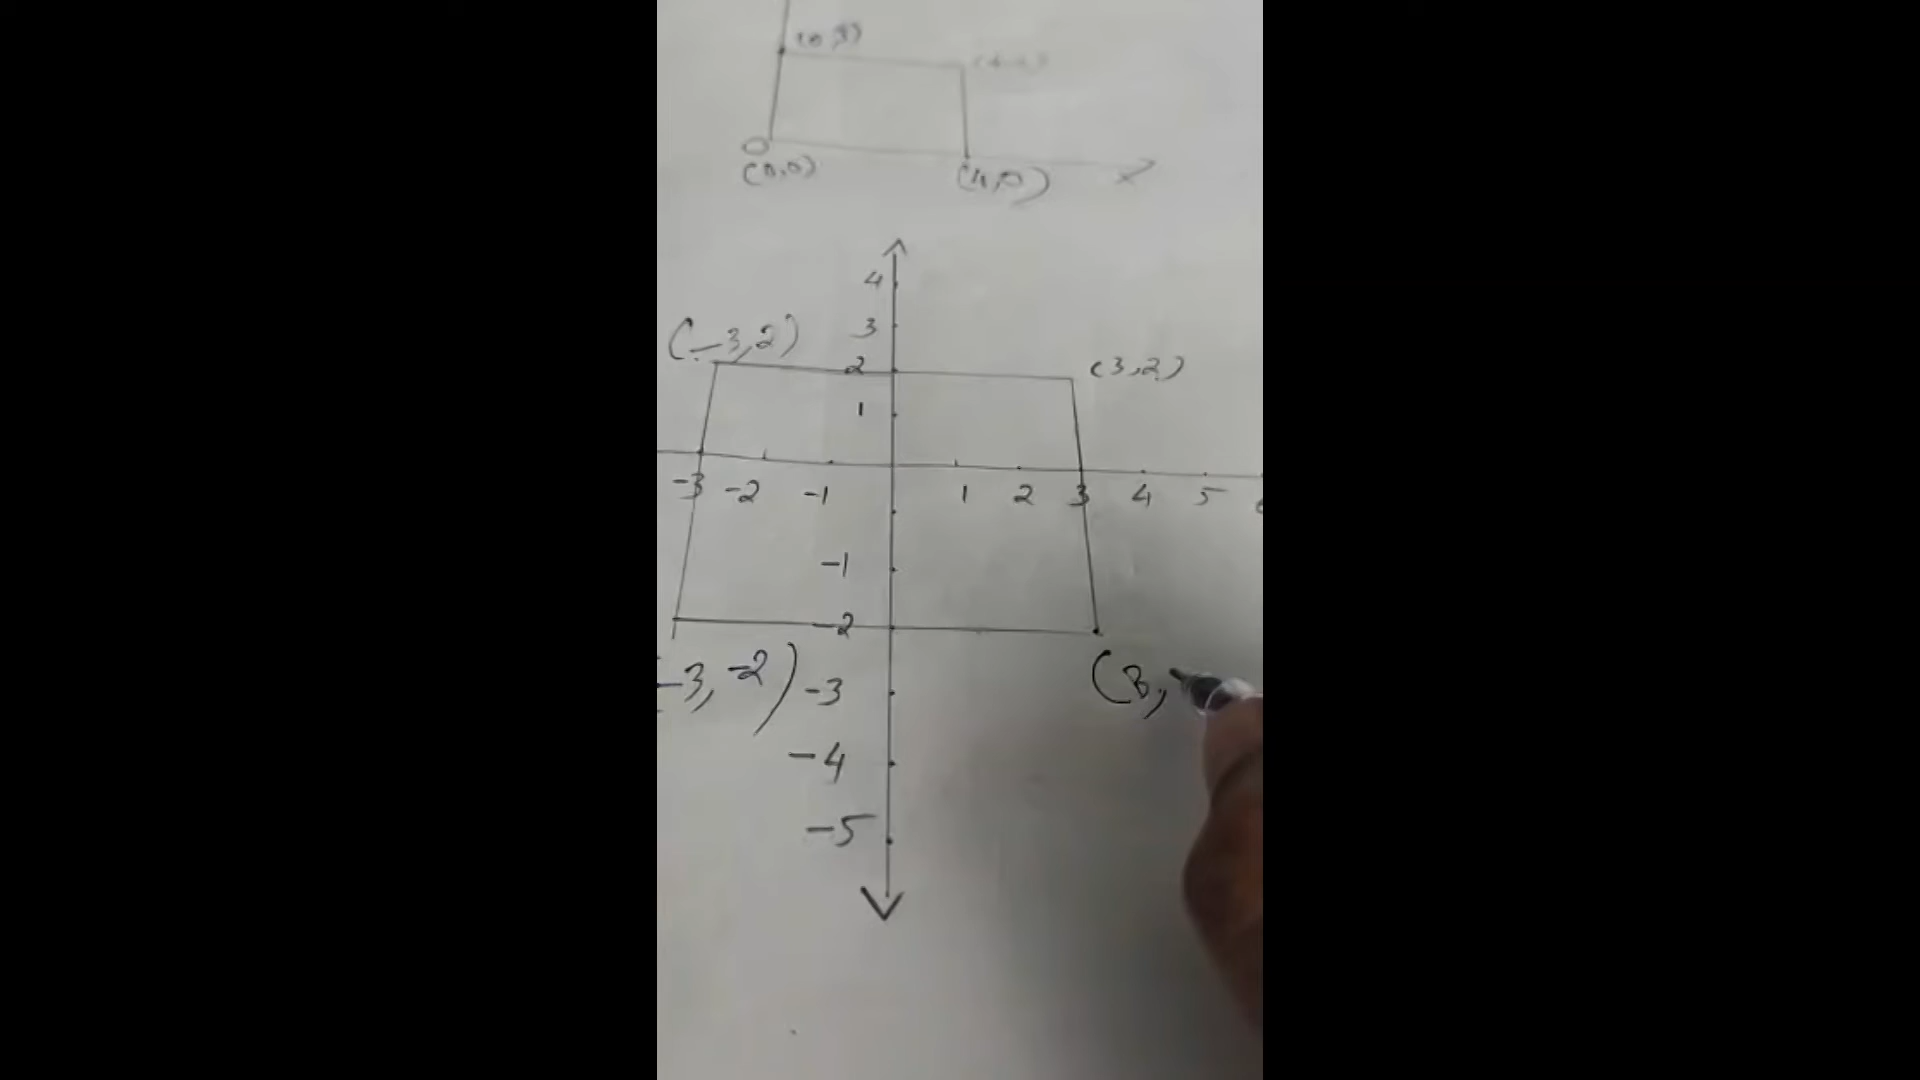 (0,3)
O
(0,0) (4,0) x
4
(-3,2) 3
2 (3,2)
1
-3 -2 -1 1 2 3 4 5
-1
-2
-3, -2) -3 (3,
-4
-5